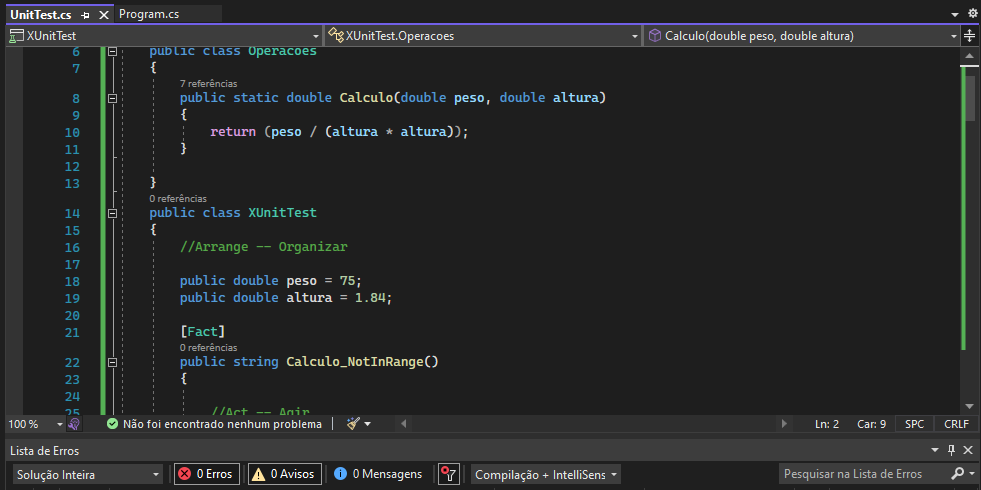 UnitTest.cs Program.cs
XUnitTest XUnitTest.Operacoes Calculo(double peso, double altura)
6 public class Operacoes
7 {
7 referências
8 public static double Calculo(double peso, double altura)
9 {
10 return (peso / (altura * altura));
11 }
12
13 }
0 referências
14 public class XUnitTest
15 {
16 //Arrange -- Organizar
17
18 public double peso = 75;
19 public double altura = 1.84;
20
21 [Fact]
0 referências
22 public string Calculo_NotInRange()
23 {
24
25 //Act -- Agir
100 % Não foi encontrado nenhum problema Ln: 2 Car: 9 SPC CRLF
Lista de Erros
Solução Inteira 0 Erros 0 Avisos 0 Mensagens Compilação + IntelliSens Pesquisar na Lista de Erros